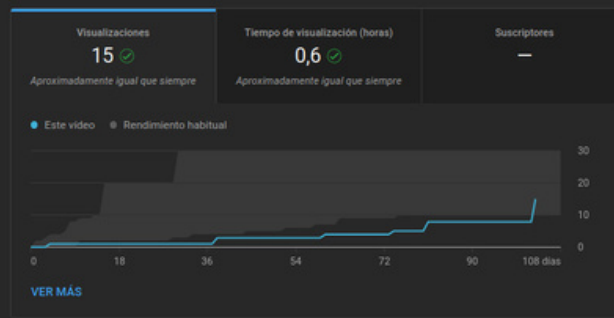 Visualizaciones
15
Aproximadamente igual que siempre
Tiempo de visualización (horas)
0,6
Aproximadamente igual que siempre
Suscriptores
—
Este vídeo
Rendimiento habitual
30
20
10
0
0 18 36 54 72 90 108 días
VER MÁS